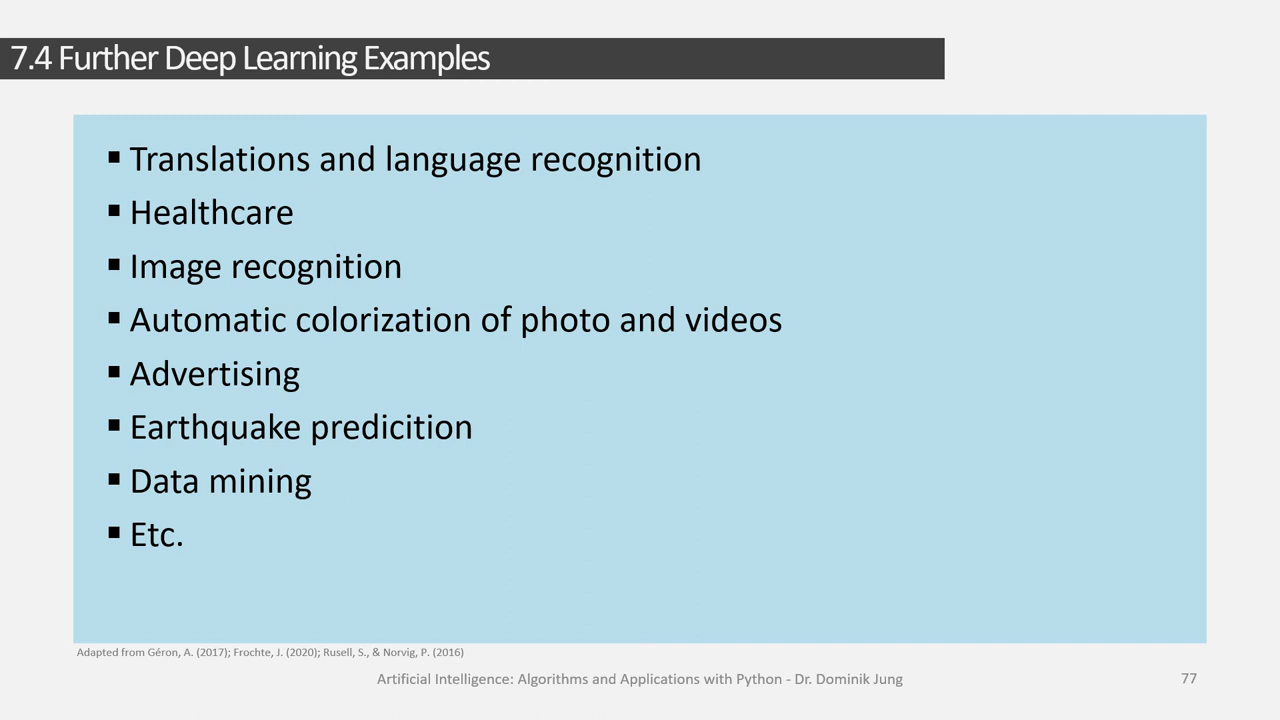 7.4 Further Deep Learning Examples
▪ Translations and language recognition
▪ Healthcare
▪ Image recognition
▪ Automatic colorization of photo and videos
▪ Advertising
▪ Earthquake predicition
▪ Data mining
▪ Etc.
Adapted from Géron, A. (2017); Frochte, J. (2020); Rusell, S., & Norvig, P. (2016)
Artificial Intelligence: Algorithms and Applications with Python - Dr. Dominik Jung
77